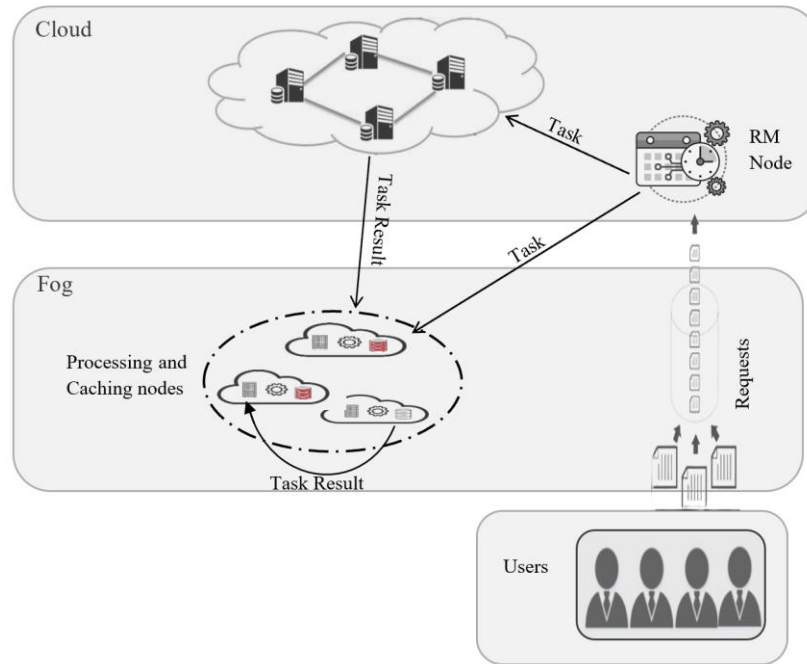 Cloud
Task
RM
Node
Task Result
Task
Fog
Processing and
Caching nodes
Requests
Task Result
Users